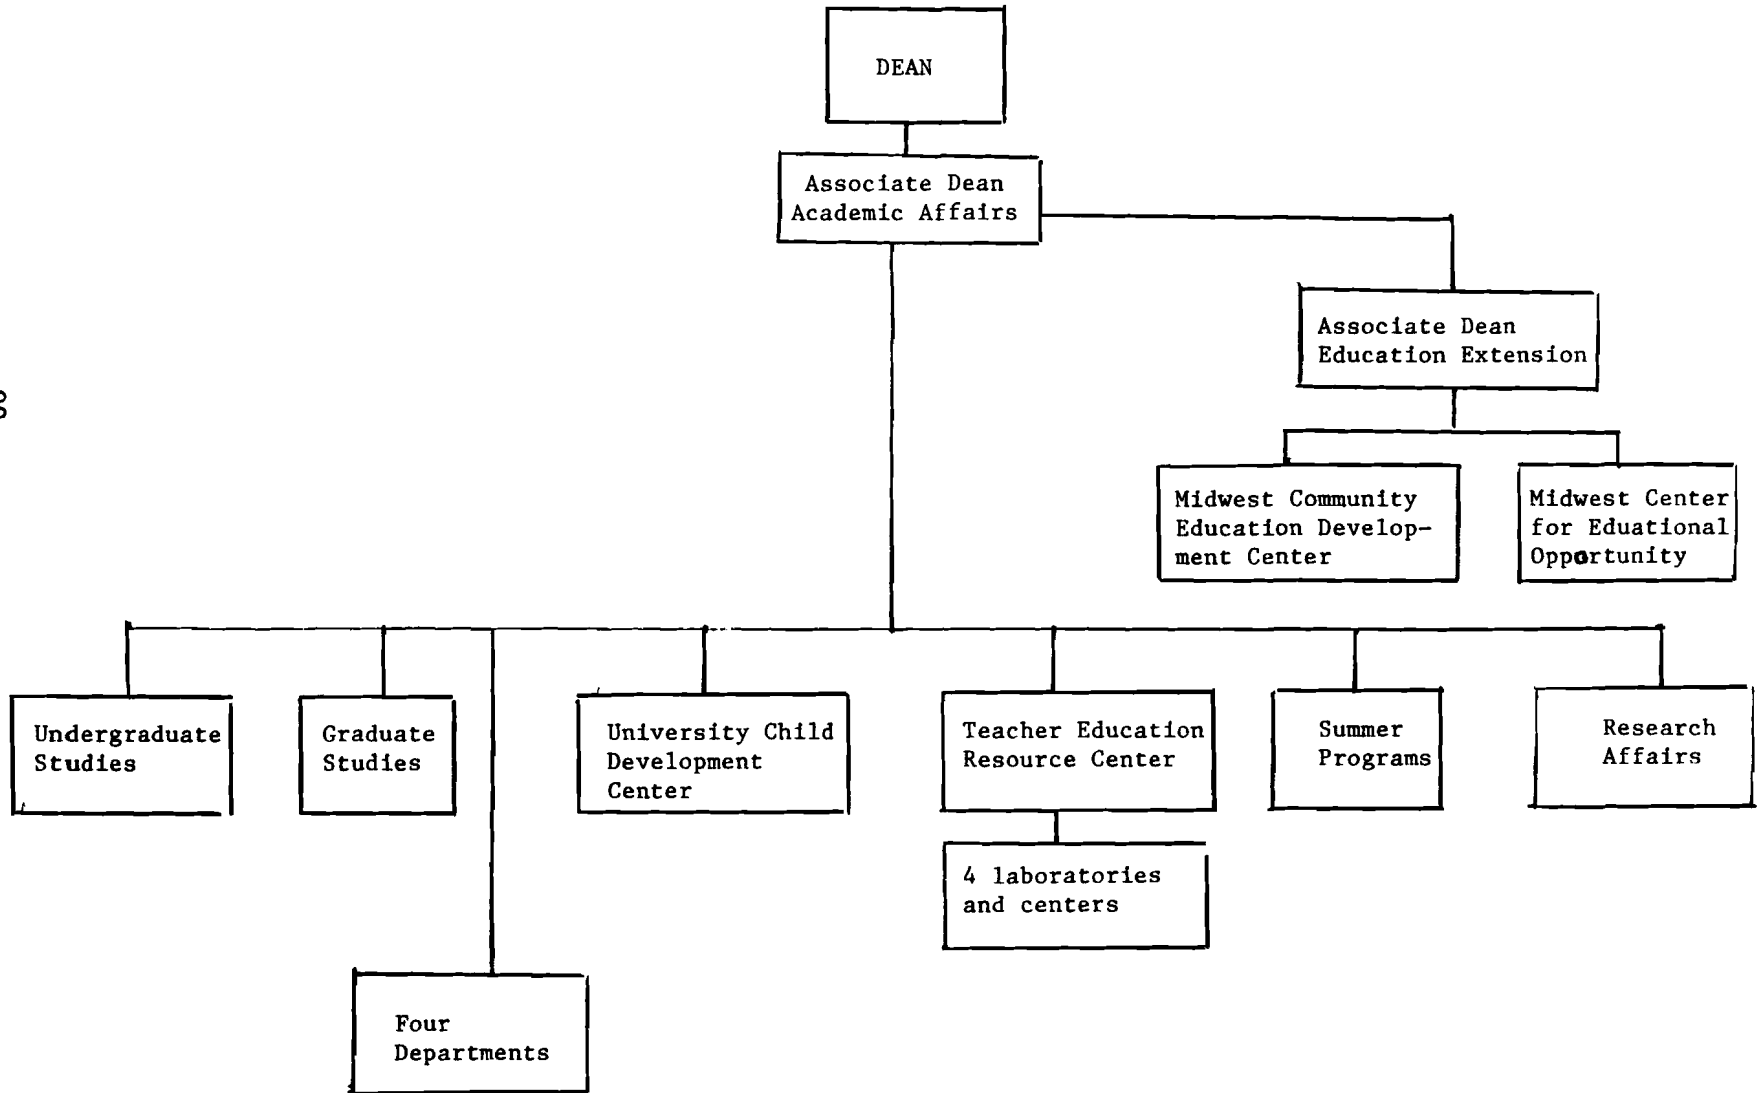 DEAN
Associate Dean
Academic Affairs
Associate Dean
Education Extension
Midwest Community
Education Develop-
ment Center
Midwest Center
for Eduational
Opportunity
Undergraduate
Studies
Graduate
Studies
University Child
Development
Center
Teacher Education
Resource Center
Summer
Programs
Research
Affairs
4 laboratories
and centers
Four
Departments